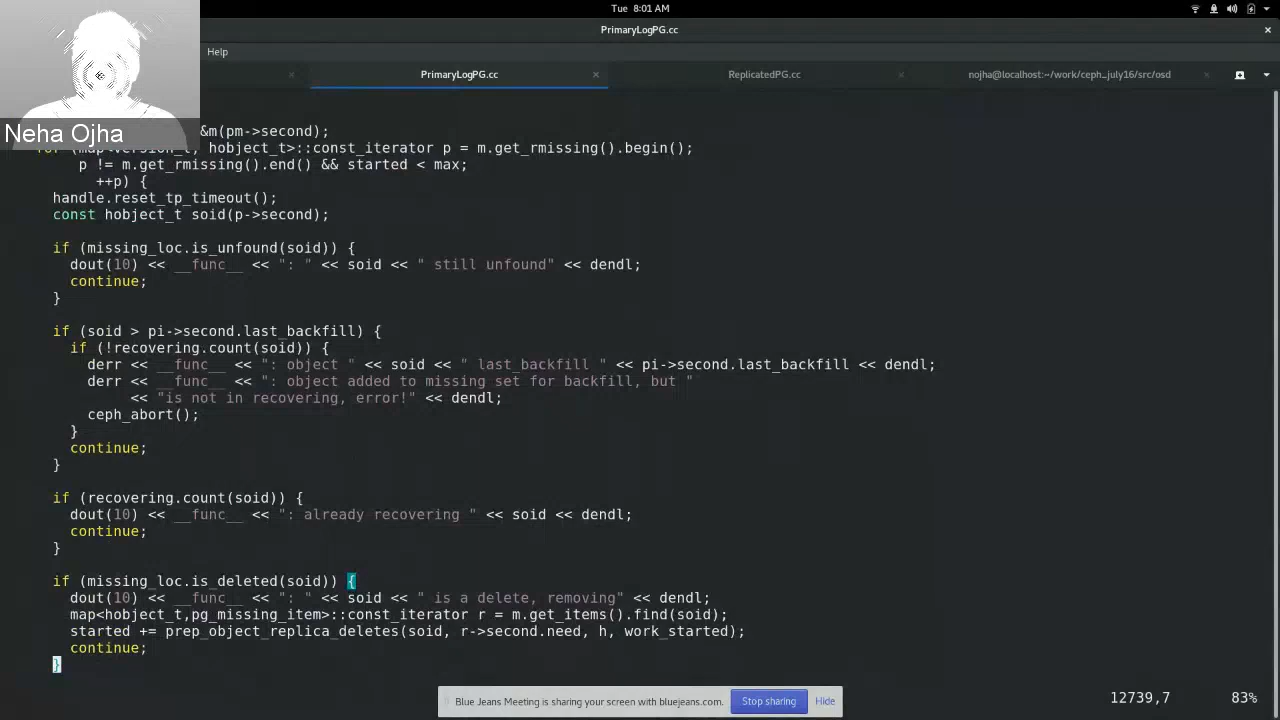 Tue 8:01 AM
PrimaryLogPG.cc
Help
PrimaryLogPG.cc
ReplicatedPG.cc
nojha@localhost:~/work/ceph_july16/src/osd
Neha Ojha
&m(pm->second);
for (map<version_t, hobject_t>::const_iterator p = m.get_rmissing().begin();
p != m.get_rmissing().end() && started < max;
++p) {
handle.reset_tp_timeout();
const hobject_t soid(p->second);
if (missing_loc.is_unfound(soid)) {
dout(10) << __func__ << ": " << soid << " still unfound" << dendl;
continue;
}
if (soid > pi->second.last_backfill) {
if (!recovering.count(soid)) {
derr << __func__ << ": object " << soid << " last_backfill " << pi->second.last_backfill << dendl;
derr << __func__ << ": object added to missing set for backfill, but "
<< "is not in recovering, error!" << dendl;
ceph_abort();
}
continue;
}
if (recovering.count(soid)) {
dout(10) << __func__ << ": already recovering " << soid << dendl;
continue;
}
if (missing_loc.is_deleted(soid)) {
dout(10) << __func__ << ": " << soid << " is a delete, removing" << dendl;
map<hobject_t,pg_missing_item>::const_iterator r = m.get_items().find(soid);
started += prep_object_replica_deletes(soid, r->second.need, h, work_started);
continue;
}
Blue Jeans Meeting is sharing your screen with bluejeans.com.
Stop sharing
Hide
12739,7
83%